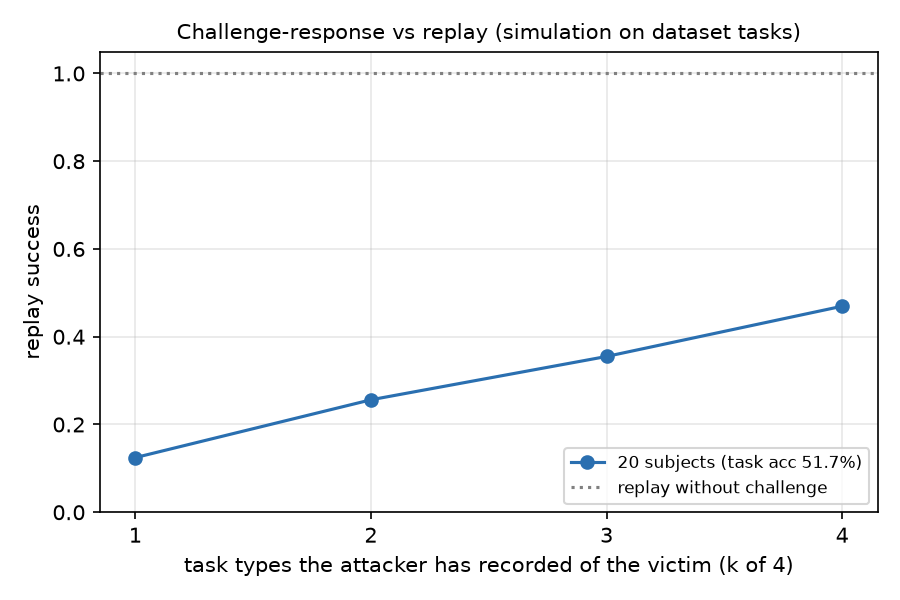 Challenge-response vs replay (simulation on dataset tasks)
replay success
1.0
0.8
0.6
0.4
0.2
0.0
20 subjects (task acc 51.7%)
replay without challenge
1 2 3 4
task types the attacker has recorded of the victim (k of 4)